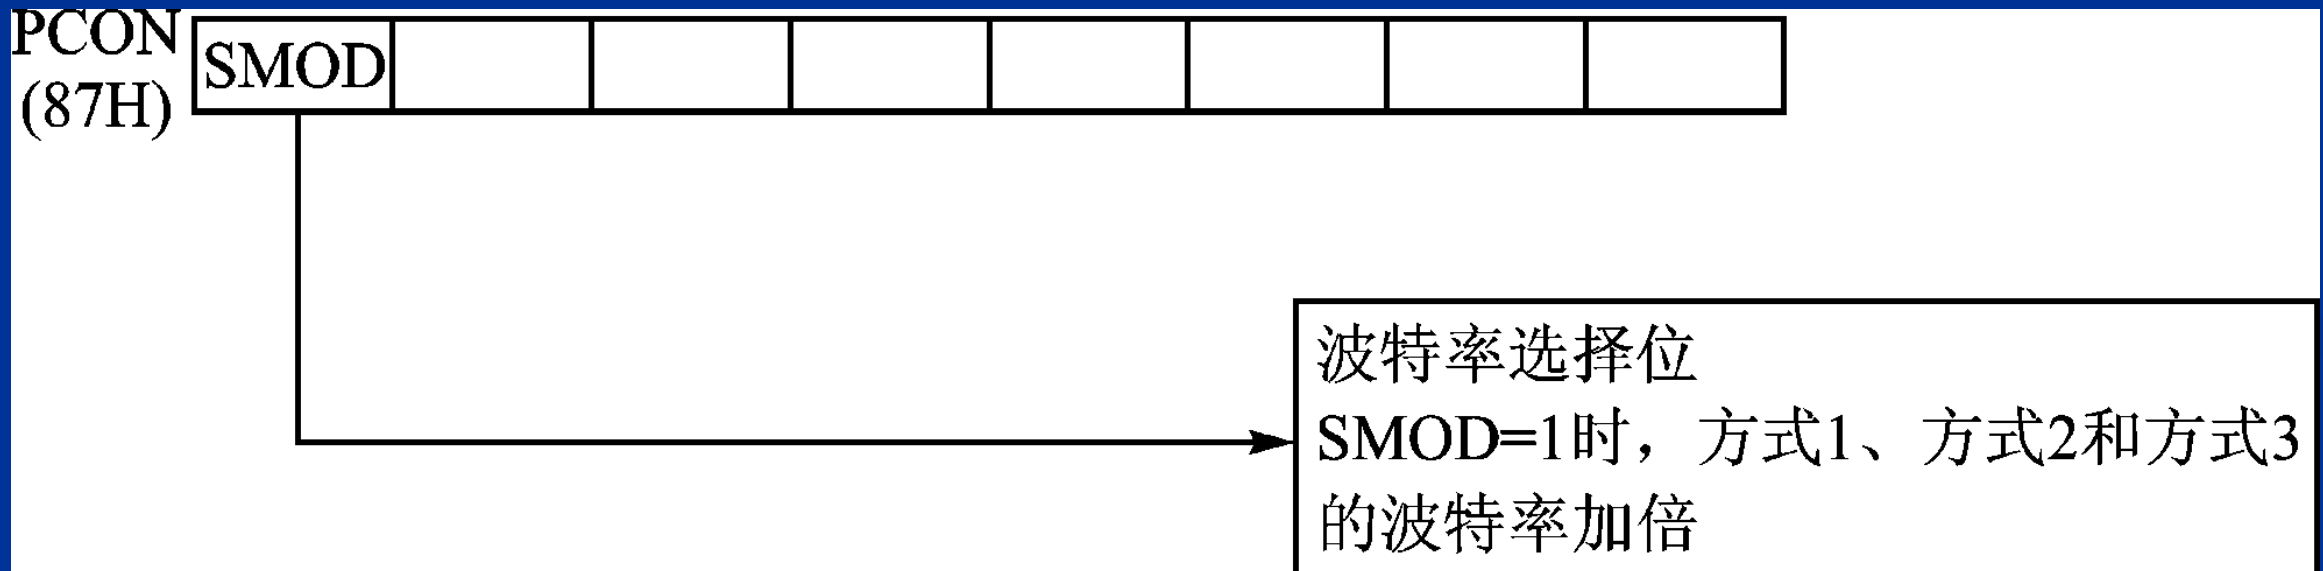 PCON
(87H)
SMOD
波特率选择位
SMOD=1时，方式1、方式2和方式3
的波特率加倍